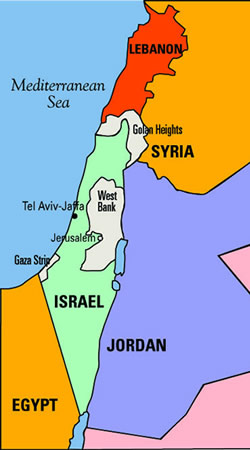 LEBANON
Mediterranean
Sea
Golan Heights
SYRIA
Tel Aviv-Jaffa
West
Bank
Jerusalem
Gaza Strip
ISRAEL
JORDAN
EGYPT